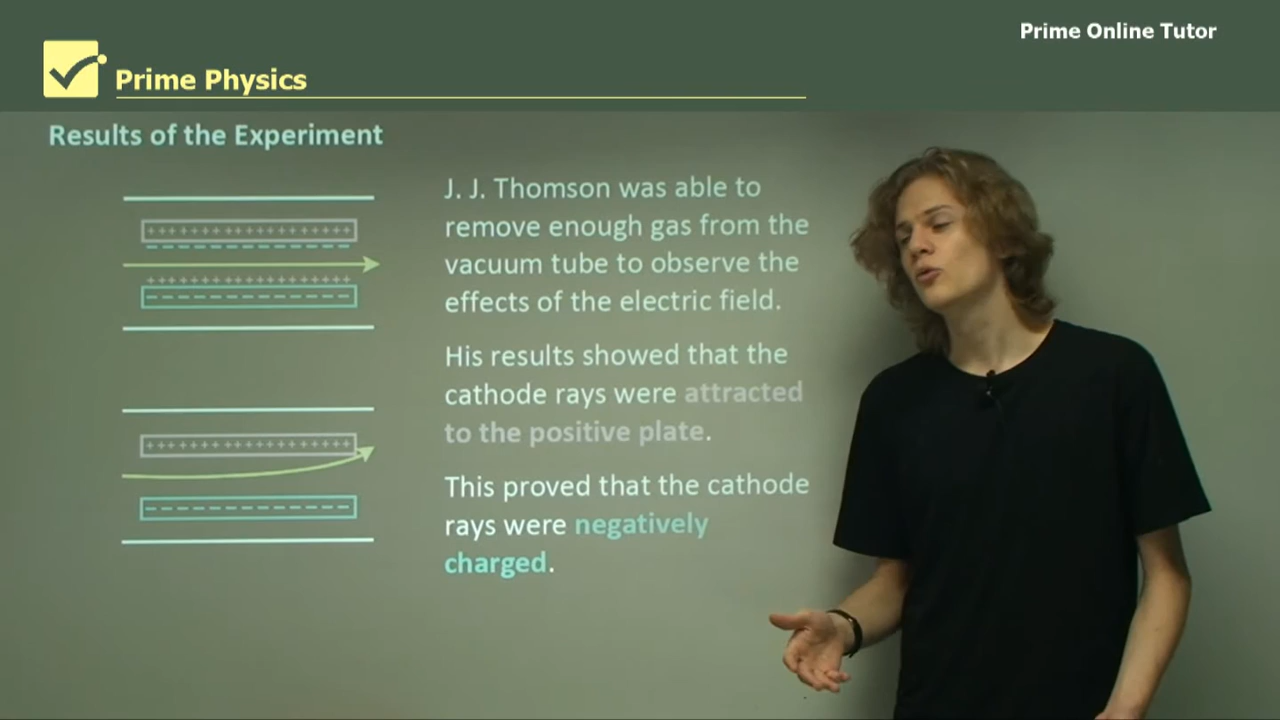 Prime Online Tutor
Prime Physics
Results of the Experiment
J. J. Thomson was able to
remove enough gas from the
vacuum tube to observe the
effects of the electric field.
His results showed that the
cathode rays were attracted
to the positive plate.
This proved that the cathode
rays were negatively
charged.